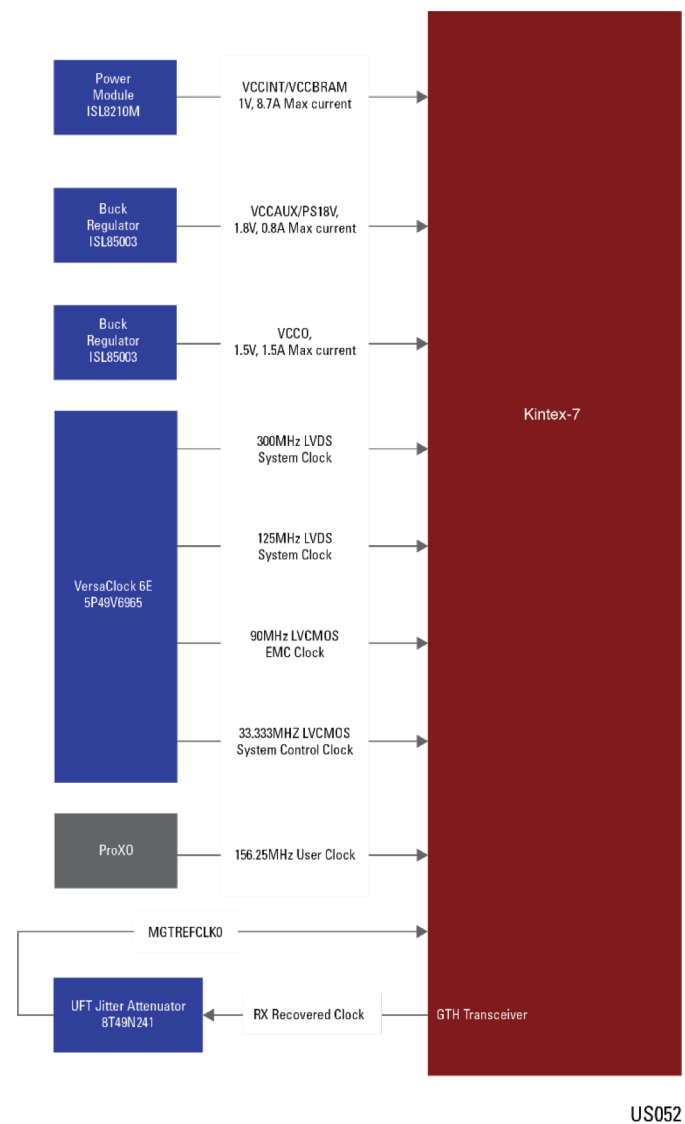 Power
Module
ISL8210M
VCCINT/VCCBRAM
1V, 8.7A Max current
Buck
Regulator
ISL85003
VCCAUX/PS18V,
1.8V, 0.8A Max current
Buck
Regulator
ISL85003
VCCO,
1.5V, 1.5A Max current
Kintex-7
300MHz LVDS
System Clock
125MHz LVDS
System Clock
VersaClock 6E
5P49V6965
90MHz LVCMOS
EMC Clock
33.333MHZ LVCMOS
System Control Clock
ProXO
156.25MHz User Clock
MGTREFCLK0
UFT Jitter Attenuator
8T49N241
RX Recovered Clock
GTH Transceiver
US052